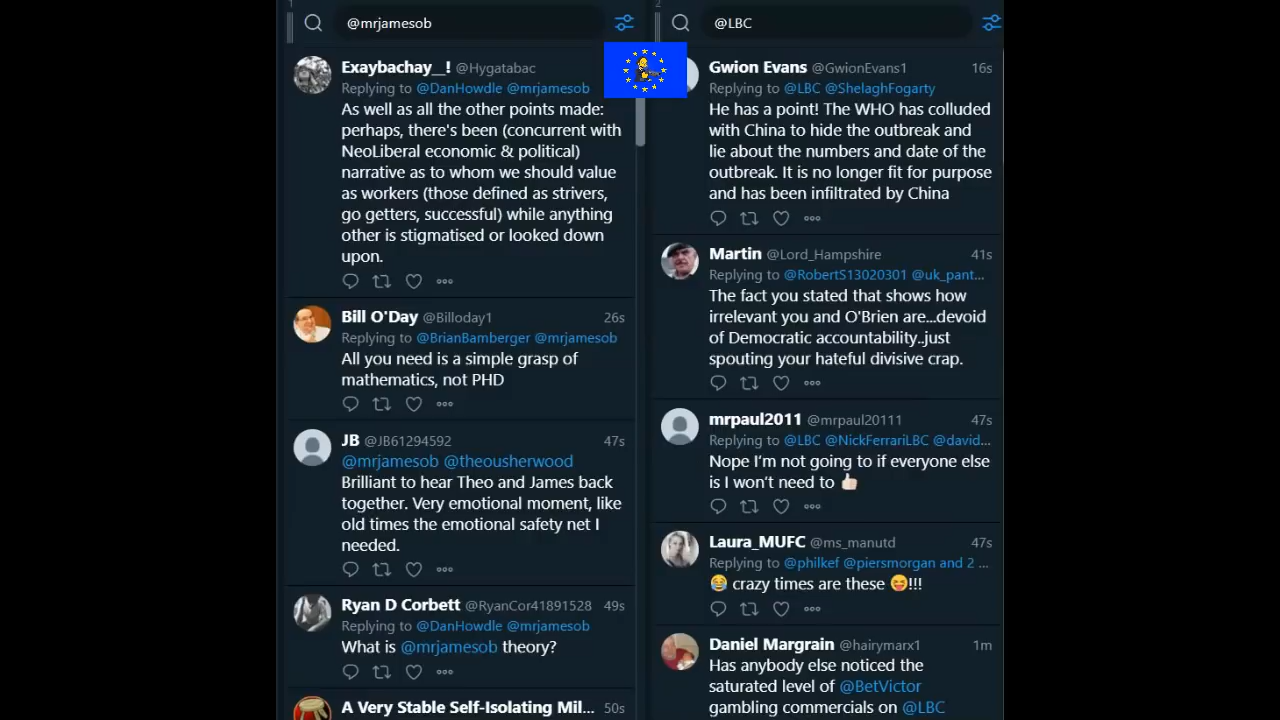 1
@mrjamesob
Exaybachay__! @Hygatabac
Replying to @DanHowdle @mrjamesob
As well as all the other points made:
perhaps, there's been (concurrent with
NeoLiberal economic & political)
narrative as to whom we should value
as workers (those defined as strivers,
go getters, successful) while anything
other is stigmatised or looked down
upon.
Bill O'Day @Billoday1 26s
Replying to @BrianBamberger @mrjamesob
All you need is a simple grasp of
mathematics, not PHD
JB @JB61294592 47s
@mrjamesob @theousherwood
Brilliant to hear Theo and James back
together. Very emotional moment, like
old times the emotional safety net I
needed.
Ryan D Corbett @RyanCor41891528 49s
Replying to @DanHowdle @mrjamesob
What is @mrjamesob theory?
A Very Stable Self-Isolating Mil... 50s
2
@LBC
Gwion Evans @GwionEvans1 16s
Replying to @LBC @ShelaghFogarty
He has a point! The WHO has colluded
with China to hide the outbreak and
lie about the numbers and date of the
outbreak. It is no longer fit for purpose
and has been infiltrated by China
Martin @Lord_Hampshire 41s
Replying to @RobertS13020301 @uk_pant...
The fact you stated that shows how
irrelevant you and O'Brien are...devoid
of Democratic accountability..just
spouting your hateful divisive crap.
mrpaul2011 @mrpaul20111 47s
Replying to @LBC @NickFerrariLBC @david...
Nope I'm not going to if everyone else
is I won't need to 👍🏻
Laura_MUFC @ms_manutd 47s
Replying to @philkef @piersmorgan and 2 ...
😂 crazy times are these 😝!!!
Daniel Margrain @hairymarx1 1m
Has anybody else noticed the
saturated level of @BetVictor
gambling commercials on @LBC